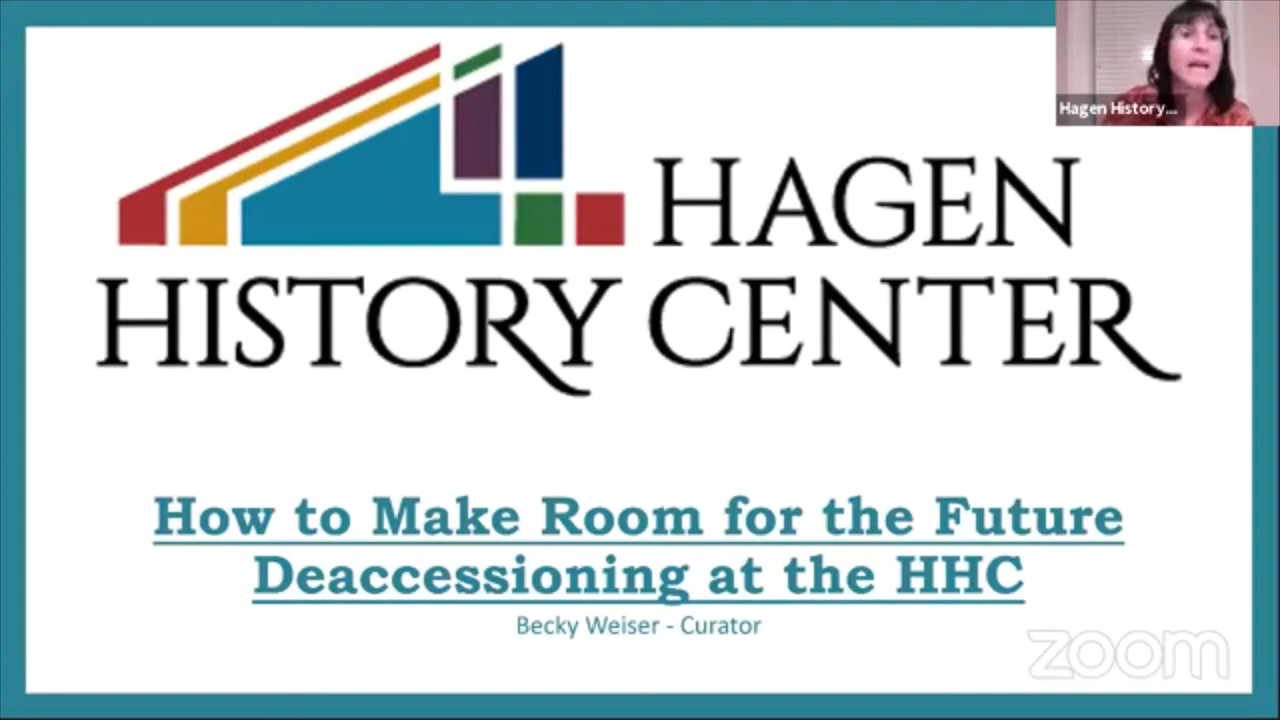 Hagen History...
HAGEN
HISTORY CENTER
How to Make Room for the Future
Deaccessioning at the HHC
Becky Weiser - Curator
zoom